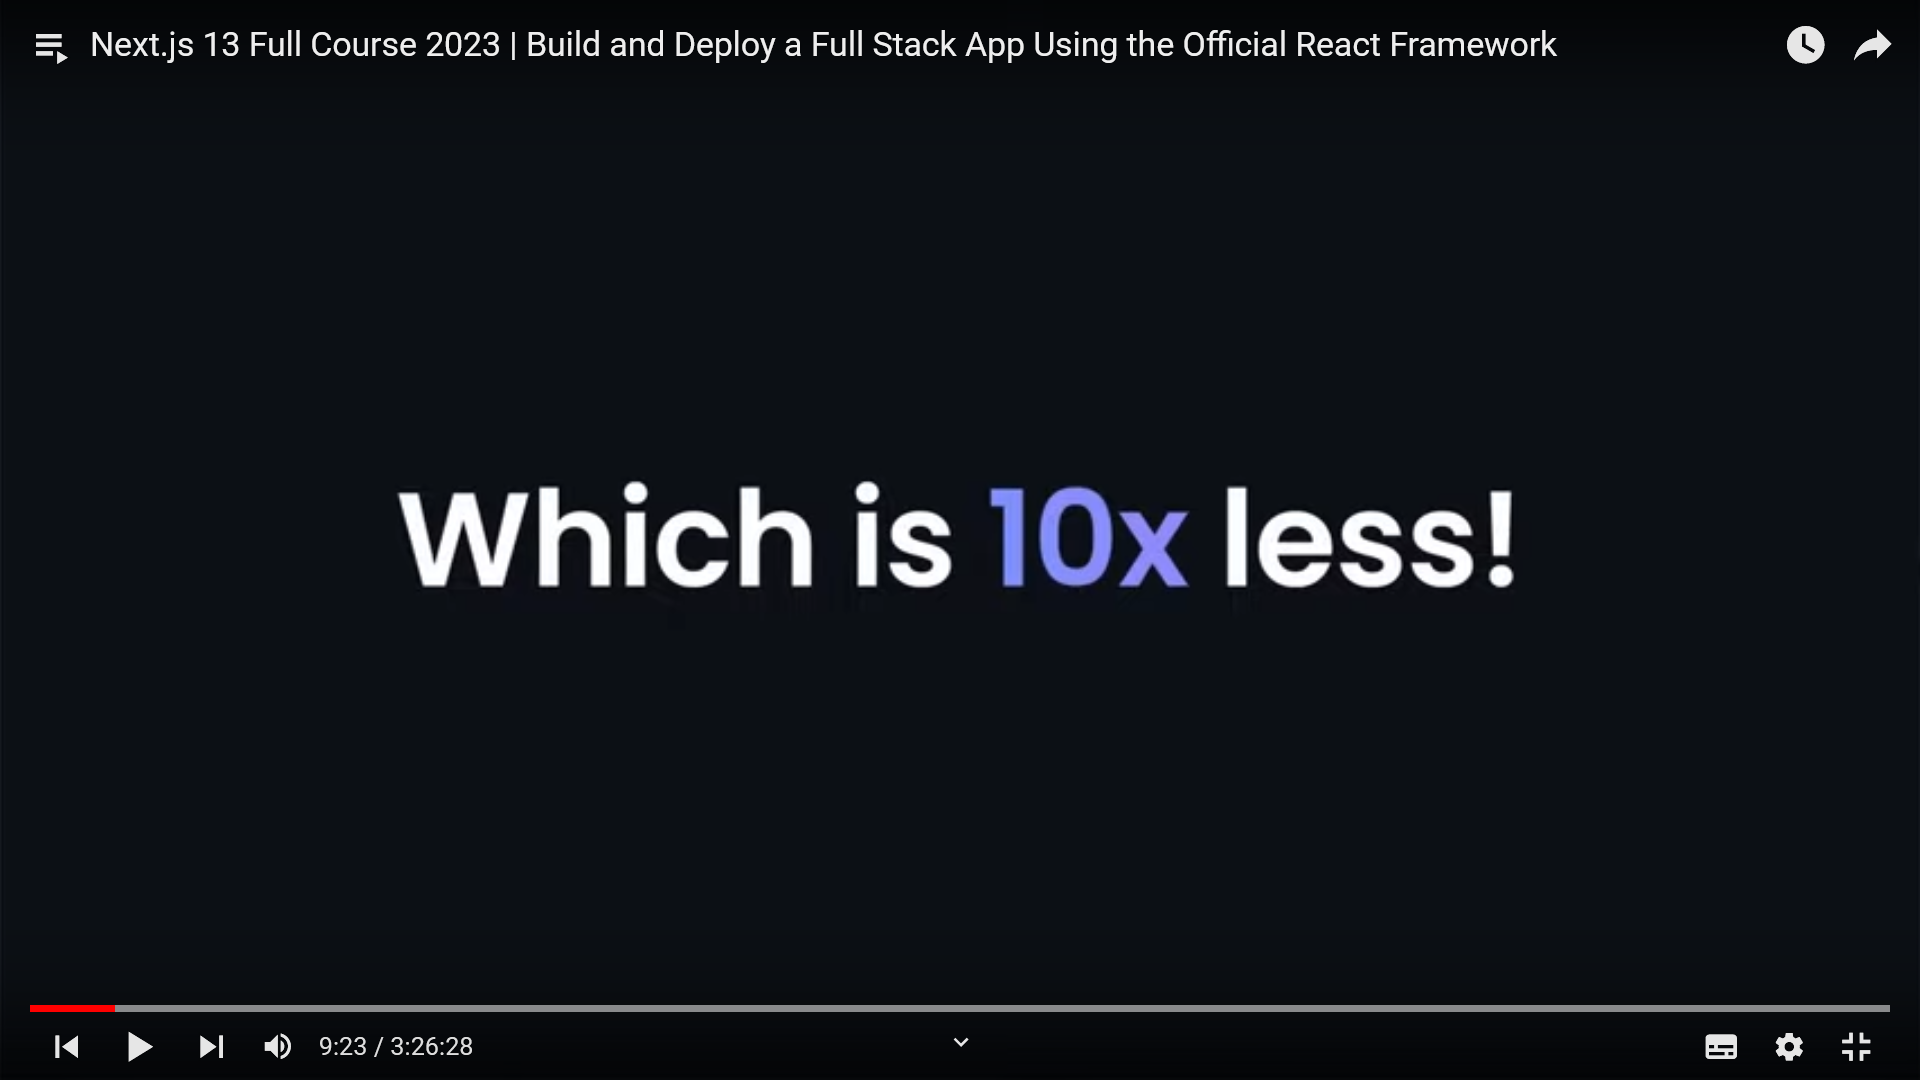 Next.js 13 Full Course 2023 | Build and Deploy a Full Stack App Using the Official React Framework
Which is 10x less!
9:23 / 3:26:28